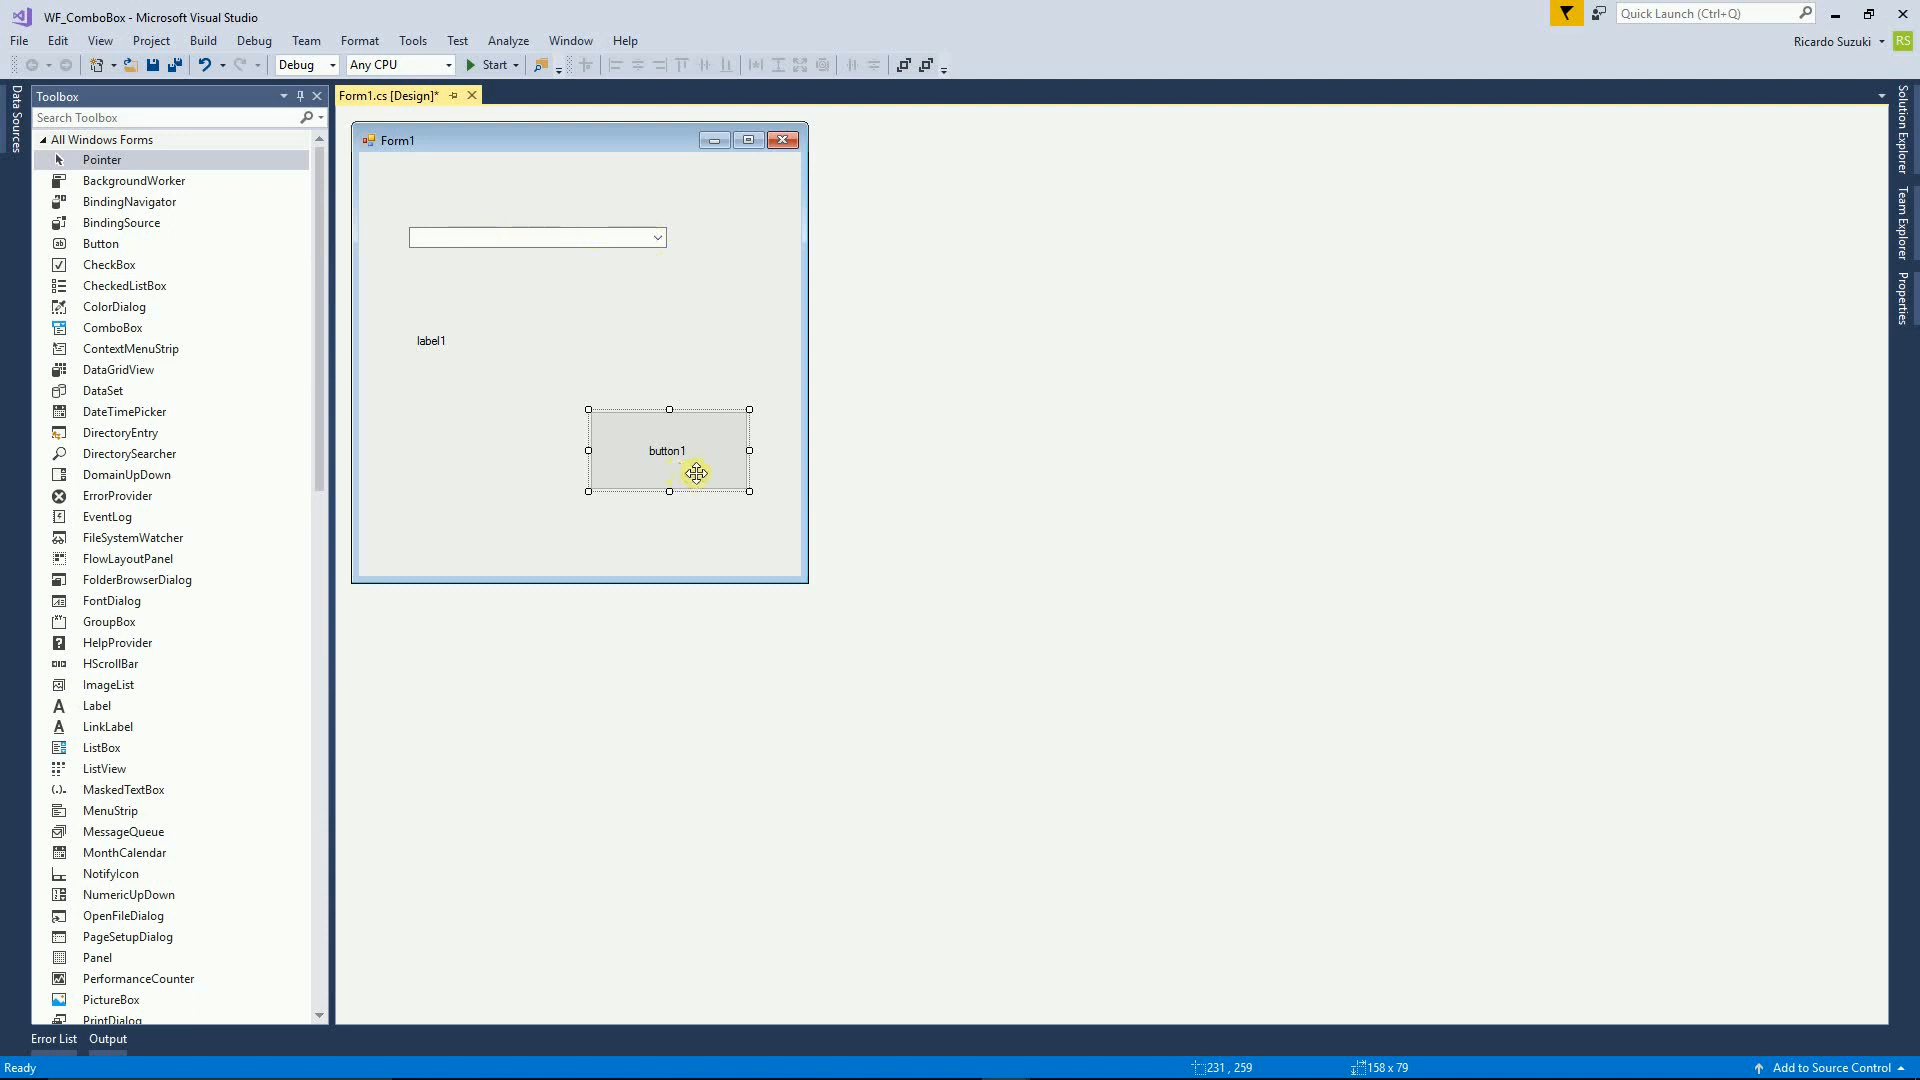 WF_ComboBox - Microsoft Visual Studio
Quick Launch (Ctrl+Q)
File Edit View Project Build Debug Team Format Tools Test Analyze Window Help
Ricardo Suzuki RS
Debug Any CPU Start
Data Sources
Toolbox
Form1.cs [Design]*
Search Toolbox
All Windows Forms
Pointer
BackgroundWorker
BindingNavigator
BindingSource
Button
CheckBox
CheckedListBox
ColorDialog
ComboBox
ContextMenuStrip
DataGridView
DataSet
DateTimePicker
DirectoryEntry
DirectorySearcher
DomainUpDown
ErrorProvider
EventLog
FileSystemWatcher
FlowLayoutPanel
FolderBrowserDialog
FontDialog
GroupBox
HelpProvider
HScrollBar
ImageList
Label
LinkLabel
ListBox
ListView
MaskedTextBox
MenuStrip
MessageQueue
MonthCalendar
NotifyIcon
NumericUpDown
OpenFileDialog
PageSetupDialog
Panel
PerformanceCounter
PictureBox
PrintDialog
Form1
label1
button1
Solution Explorer
Team Explorer
Properties
Error List Output
Ready
231 , 259
158 x 79
Add to Source Control